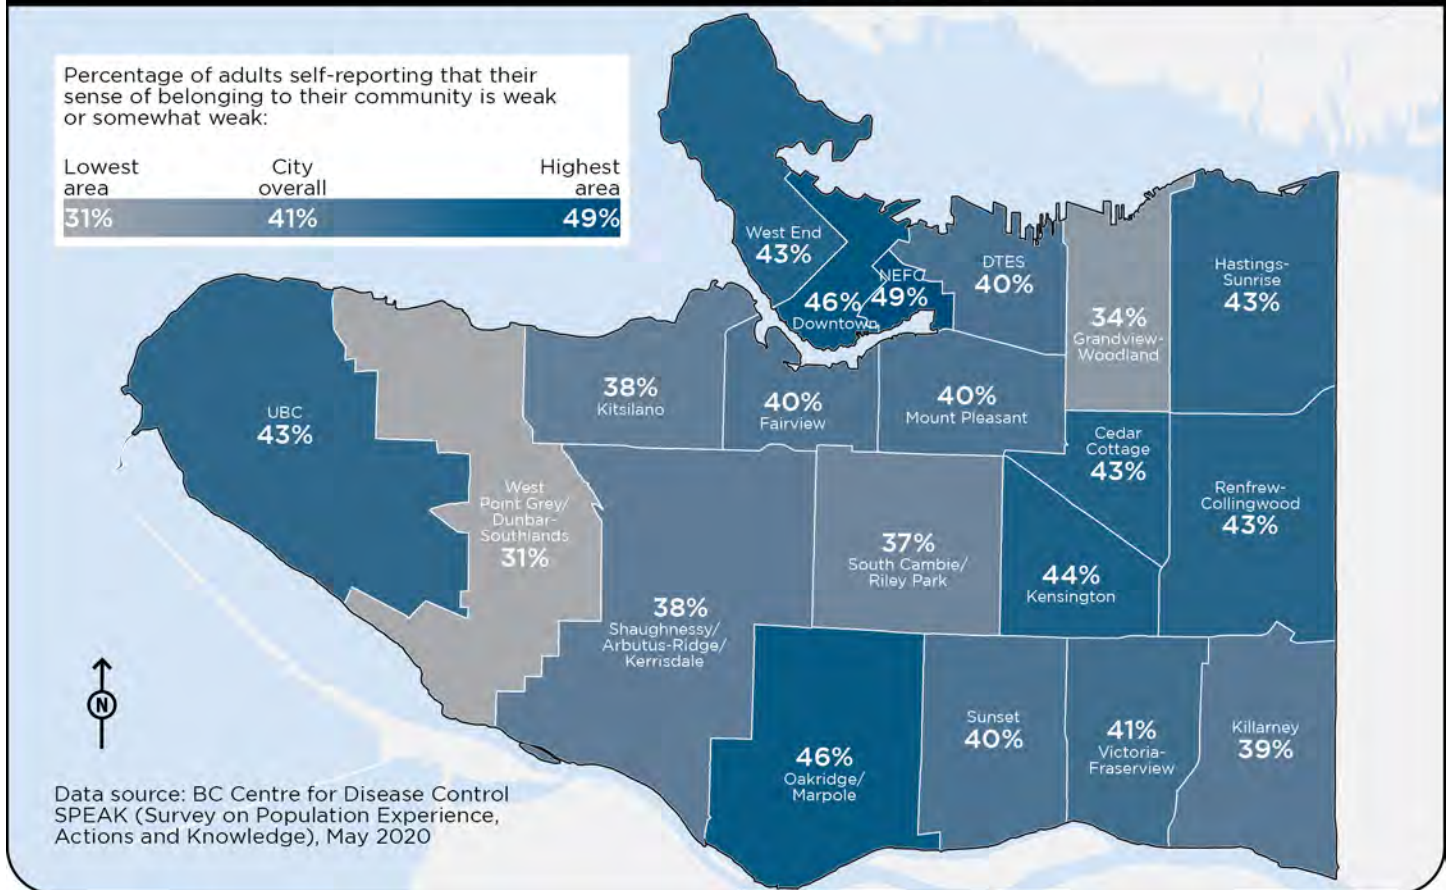 Percentage of adults self-reporting that their
sense of belonging to their community is weak
or somewhat weak:
Lowest
area
City
overall
Highest
area
31%
41%
49%
West End
43%
46%
Downtown
NEFC
49%
DTES
40%
34%
Grandview-
Woodland
Hastings-
Sunrise
43%
UBC
43%
38%
Kitsilano
40%
Fairview
40%
Mount Pleasant
Cedar
Cottage
43%
West
Point Grey/
Dunbar-
Southlands
31%
Renfrew-
Collingwood
43%
37%
South Cambie/
Riley Park
44%
Kensington
38%
Shaughnessy/
Arbutus-Ridge/
Kerrisdale
46%
Oakridge/
Marpole
Sunset
40%
41%
Victoria-
Fraserview
Killarney
39%
N
Data source: BC Centre for Disease Control
SPEAK (Survey on Population Experience,
Actions and Knowledge), May 2020